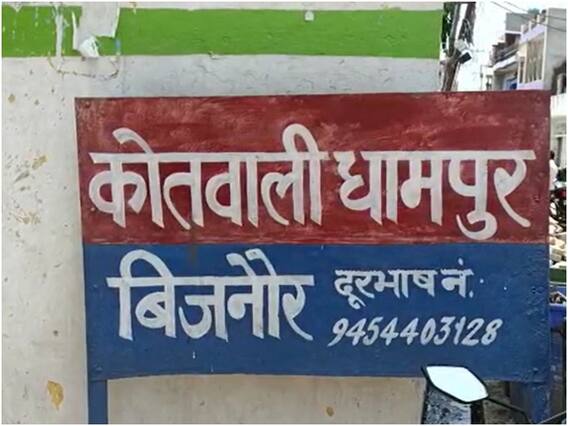 कोतवाली धामपुर
बिजनौर दूरभाष नं.
9454403128